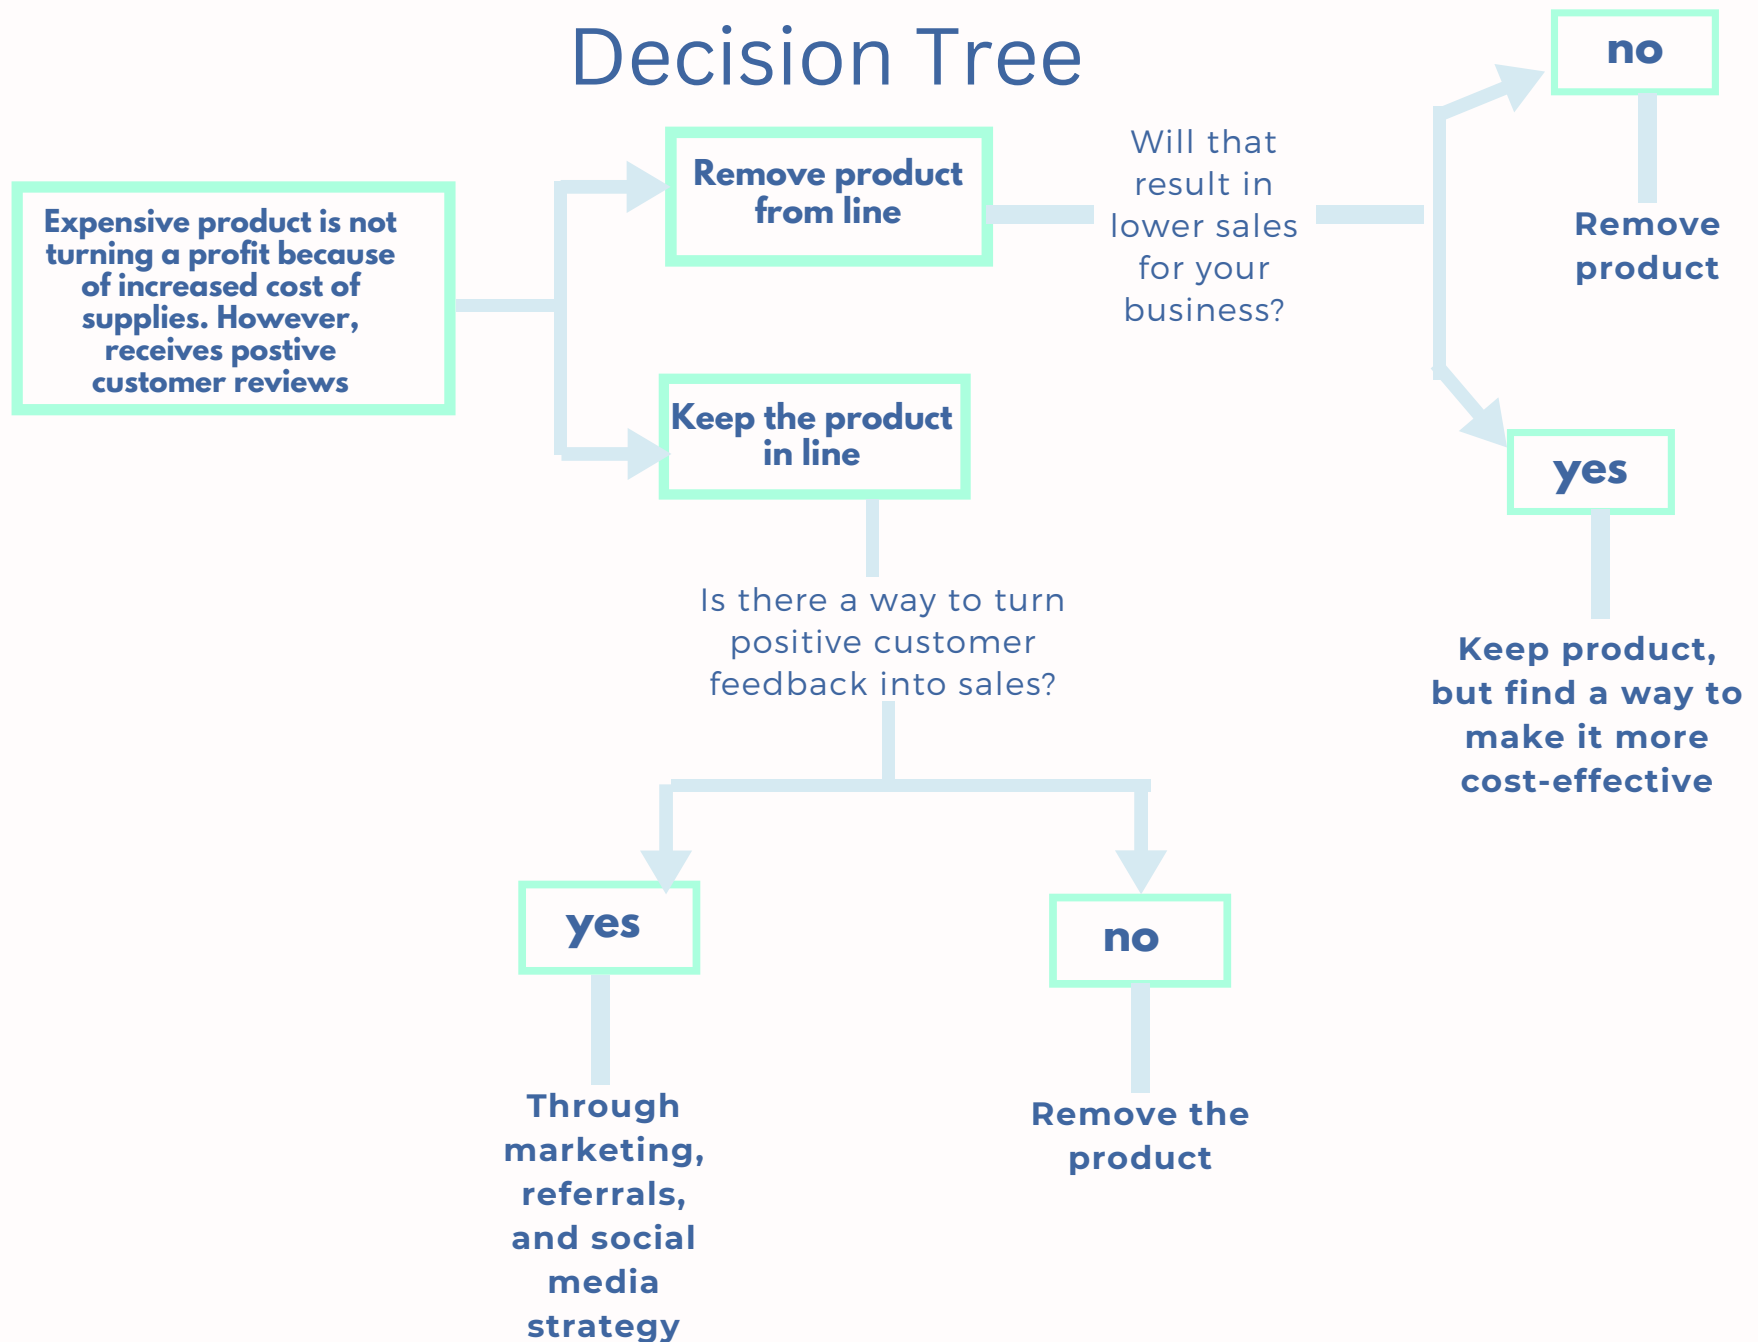 Decision Tree
Expensive product is not
turning a profit because
of increased cost of
supplies. However,
receives postive
customer reviews
Remove product
from line
Will that
result in
lower sales
for your
business?
no
Remove
product
yes
Keep product,
but find a way to
make it more
cost-effective
Keep the product
in line
Is there a way to turn
positive customer
feedback into sales?
yes
Through
marketing,
referrals,
and social
media
strategy
no
Remove the
product